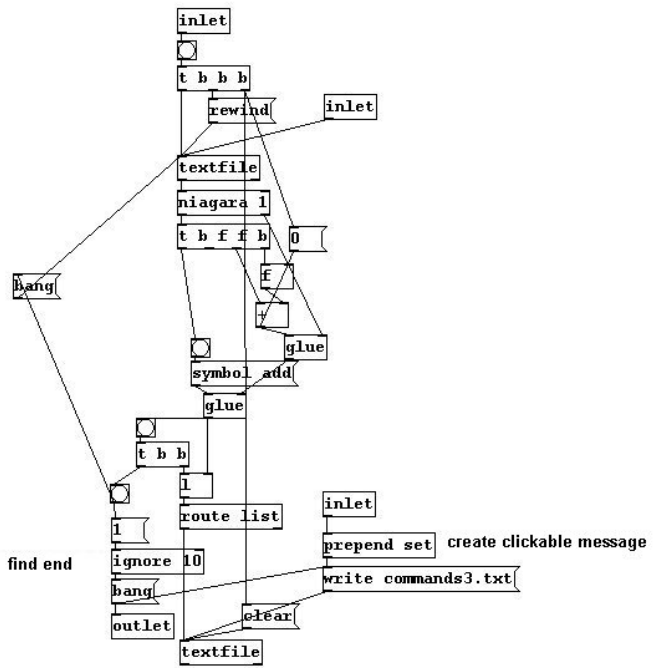 inlet
t b b b
rewind
inlet
textfile
niagara 1
t b f f b
0
f
bang
+
glue
symbol add
glue
t b b
l
inlet
route list
1
prepend set
create clickable message
find end
ignore 10
write commands3.txt
bang
clear
outlet
textfile